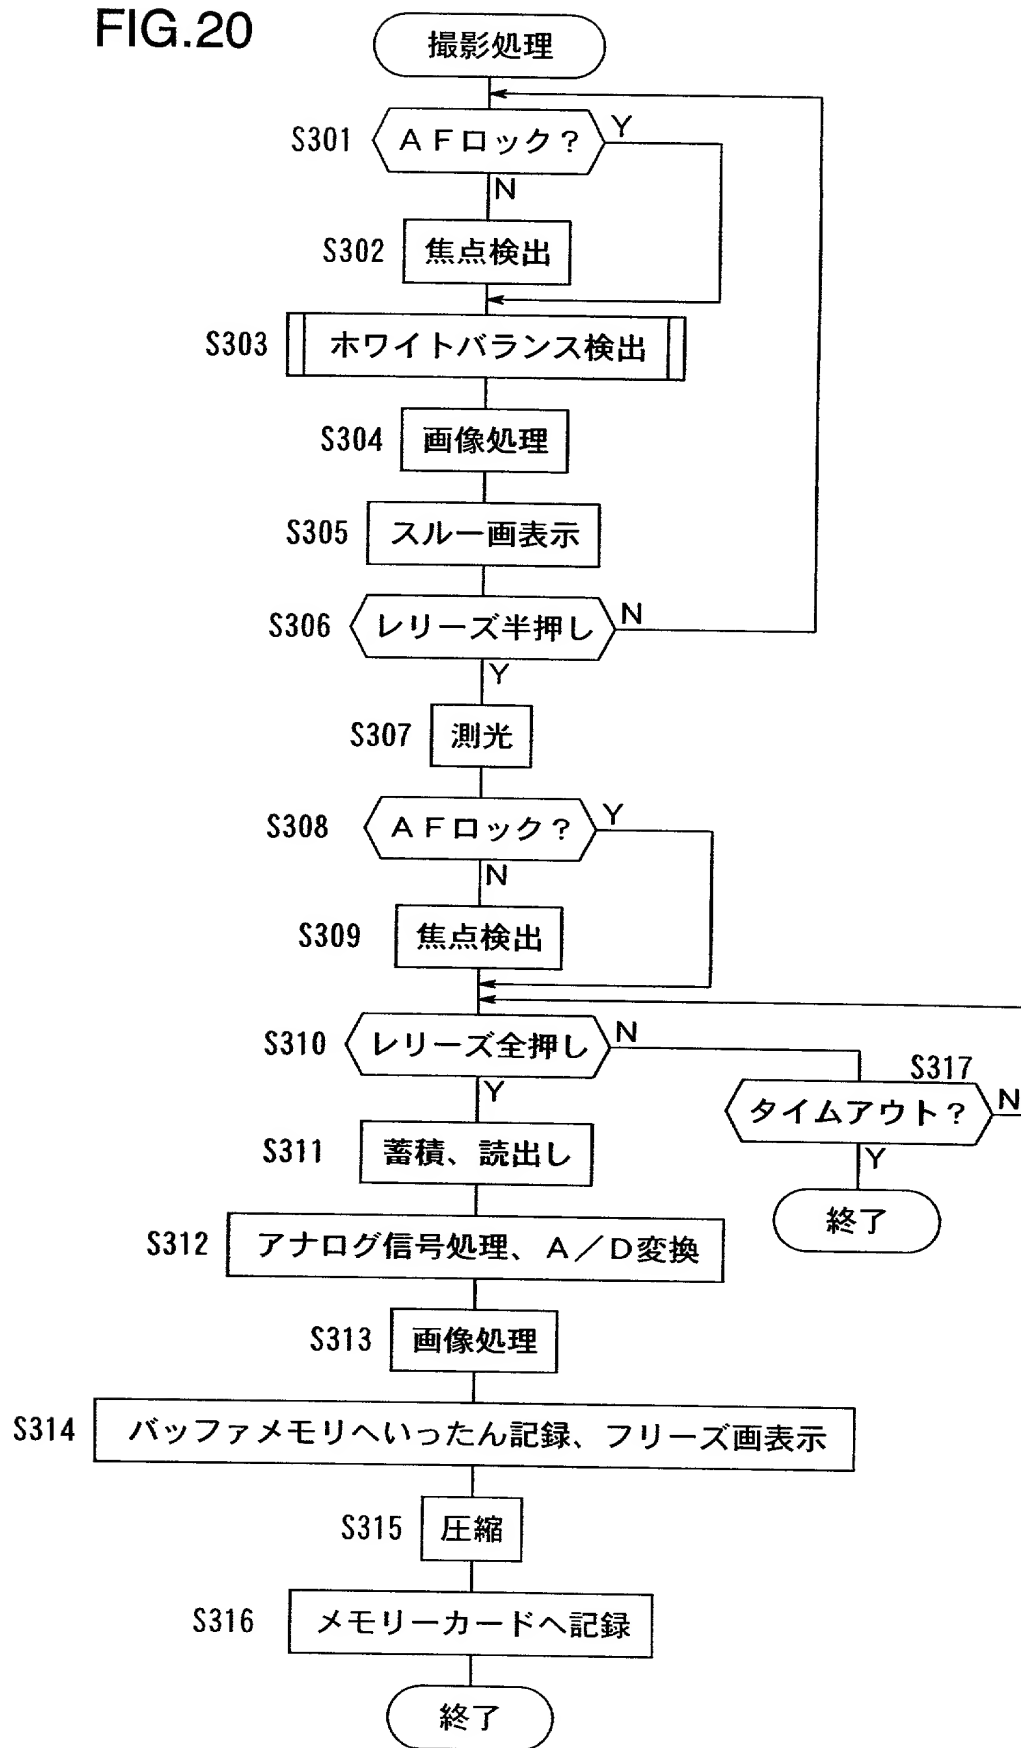 FIG.20
撮影処理
S301 AFロック? Y
N
S302 焦点検出
S303 ホワイトバランス検出
S304 画像処理
S305 スルー画表示
S306 レリーズ半押し N
Y
S307 測光
S308 AFロック? Y
N
S309 焦点検出
S310 レリーズ全押し N
S317
タイムアウト? N
Y
Y
終了
S311 蓄積、読出し
S312 アナログ信号処理、A/D変換
S313 画像処理
S314 バッファメモリへいったん記録、フリーズ画表示
S315 圧縮
S316 メモリーカードへ記録
終了